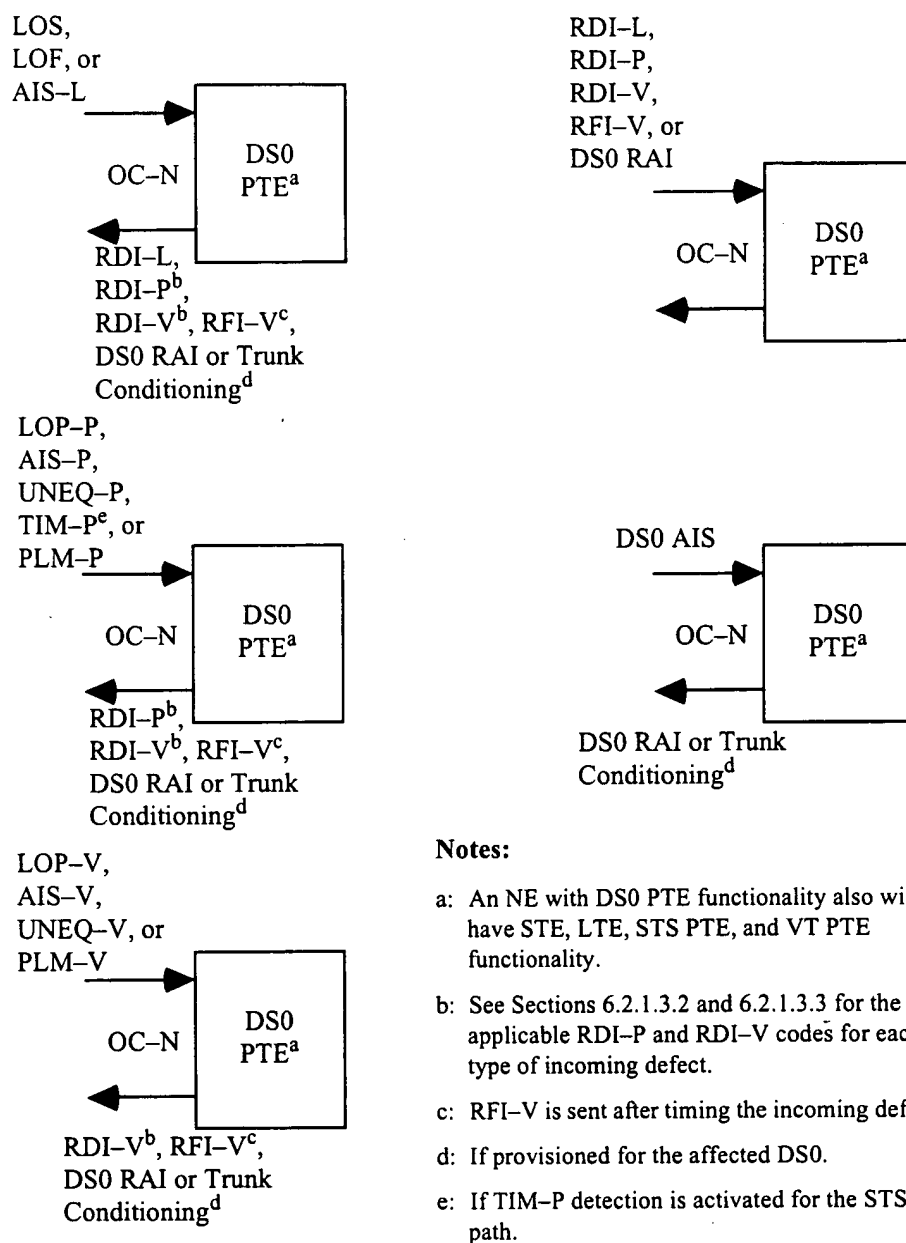 LOS,
LOF, or
AIS–L
OC–N
DS0
PTEa
RDI–L,
RDI–Pb,
RDI–Vb, RFI–Vc,
DS0 RAI or Trunk
Conditioningd
RDI–L,
RDI–P,
RDI–V,
RFI–V, or
DS0 RAI
OC–N
DS0
PTEa
LOP–P,
AIS–P,
UNEQ–P,
TIM–Pe, or
PLM–P
OC–N
DS0
PTEa
RDI–Pb,
RDI–Vb, RFI–Vc,
DS0 RAI or Trunk
Conditioningd
DS0 AIS
OC–N
DS0
PTEa
DS0 RAI or Trunk
Conditioningd
LOP–V,
AIS–V,
UNEQ–V, or
PLM–V
OC–N
DS0
PTEa
RDI–Vb, RFI–Vc,
DS0 RAI or Trunk
Conditioningd
Notes:
a: An NE with DS0 PTE functionality also wi
have STE, LTE, STS PTE, and VT PTE
functionality.
b: See Sections 6.2.1.3.2 and 6.2.1.3.3 for the
applicable RDI–P and RDI–V codes for eac
type of incoming defect.
c: RFI–V is sent after timing the incoming def
d: If provisioned for the affected DS0.
e: If TIM–P detection is activated for the STS
path.